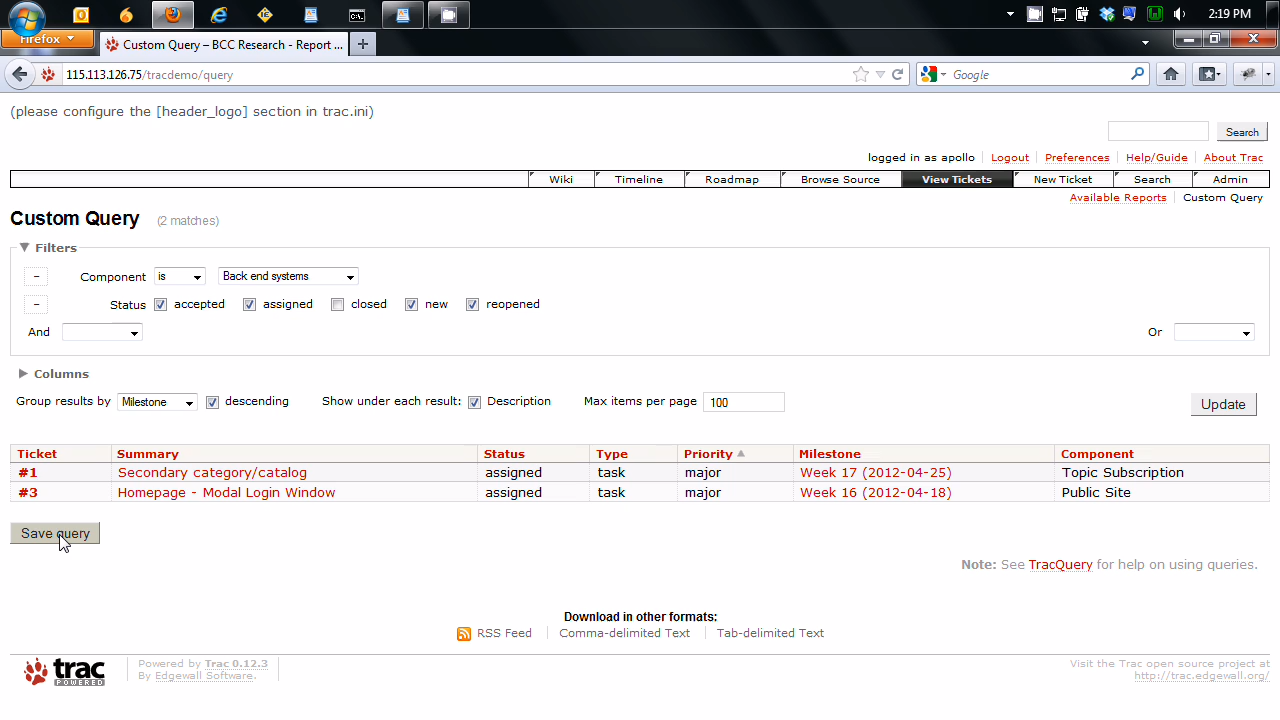 2:19 PM
Firefox
Custom Query – BCC Research - Report ...
115.113.126.75/tracdemo/query
Google
(please configure the [header_logo] section in trac.ini)
Search
logged in as apollo Logout Preferences Help/Guide About Trac
Wiki Timeline Roadmap Browse Source View Tickets New Ticket Search Admin
Available Reports Custom Query
Custom Query (2 matches)
Filters
- Component is Back end systems
- Status accepted assigned closed new reopened
And Or
Columns
Group results by Milestone descending Show under each result: Description Max items per page 100 Update
Ticket Summary Status Type Priority Milestone Component
#1 Secondary category/catalog assigned task major Week 17 (2012-04-25) Topic Subscription
#3 Homepage - Modal Login Window assigned task major Week 16 (2012-04-18) Public Site
Save query
Note: See TracQuery for help on using queries.
Download in other formats:
RSS Feed Comma-delimited Text Tab-delimited Text
trac POWERED
Powered by Trac 0.12.3
By Edgewall Software.
Visit the Trac open source project at
http://trac.edgewall.org/